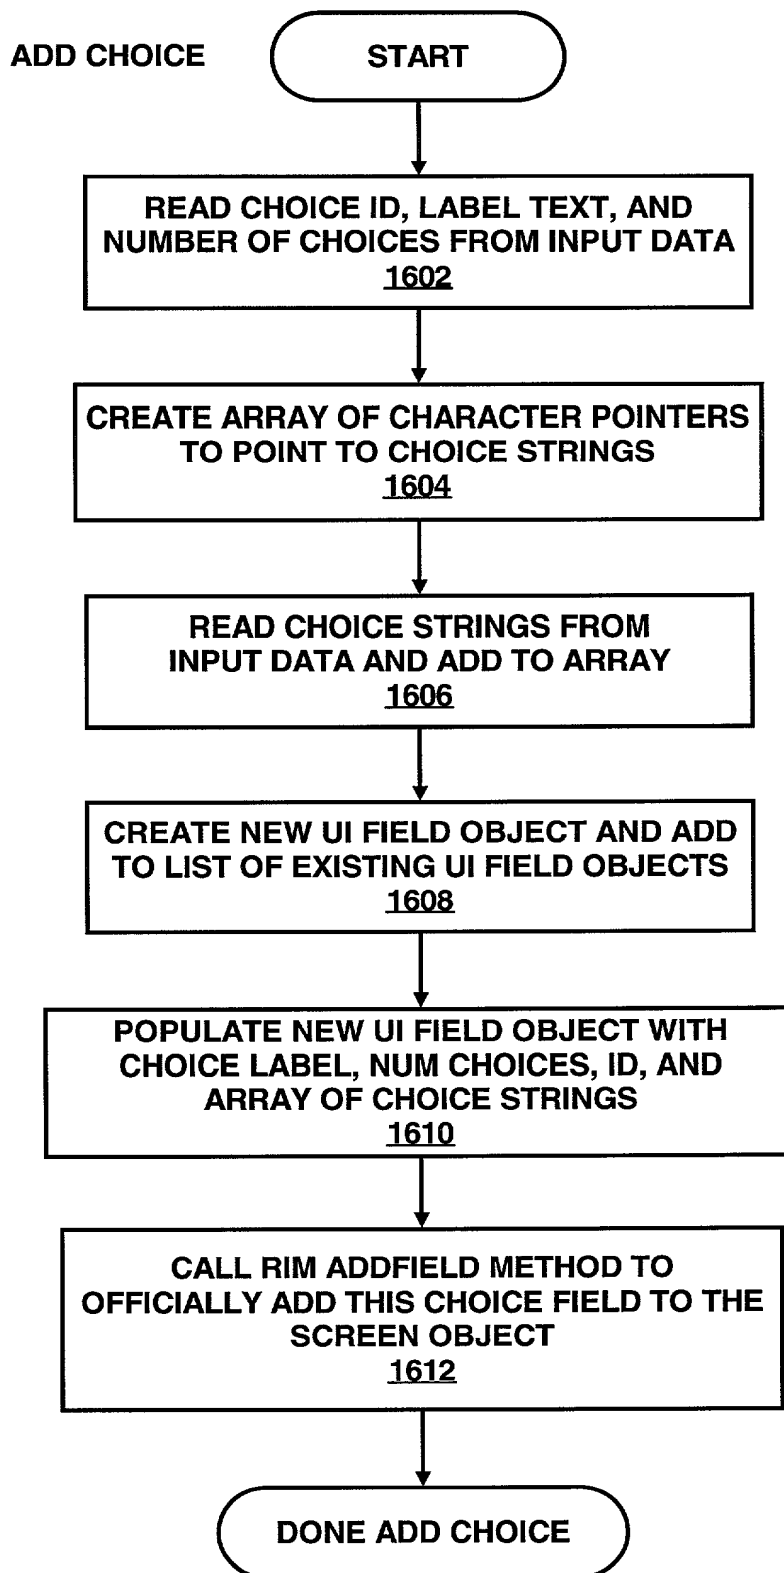 ADD CHOICE
START
READ CHOICE ID, LABEL TEXT, AND
NUMBER OF CHOICES FROM INPUT DATA
1602
CREATE ARRAY OF CHARACTER POINTERS
TO POINT TO CHOICE STRINGS
1604
READ CHOICE STRINGS FROM
INPUT DATA AND ADD TO ARRAY
1606
CREATE NEW UI FIELD OBJECT AND ADD
TO LIST OF EXISTING UI FIELD OBJECTS
1608
POPULATE NEW UI FIELD OBJECT WITH
CHOICE LABEL, NUM CHOICES, ID, AND
ARRAY OF CHOICE STRINGS
1610
CALL RIM ADDFIELD METHOD TO
OFFICIALLY ADD THIS CHOICE FIELD TO THE
SCREEN OBJECT
1612
DONE ADD CHOICE